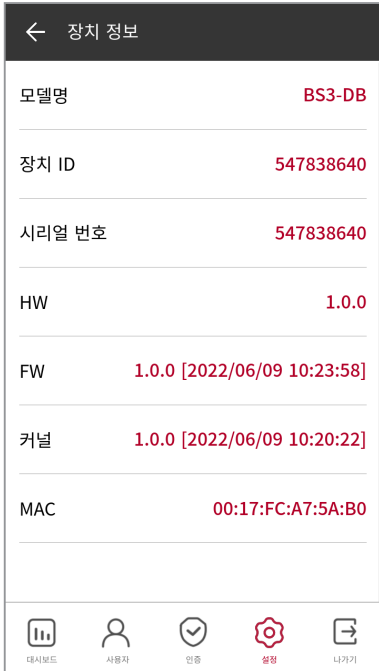 장치 정보
모델명 BS3-DB
장치 ID 547838640
시리얼 번호 547838640
HW 1.0.0
FW 1.0.0 [2022/06/09 10:23:58]
커널 1.0.0 [2022/06/09 10:20:22]
MAC 00:17:FC:A7:5A:B0
대시보드 사용자 인증 설정 나가기